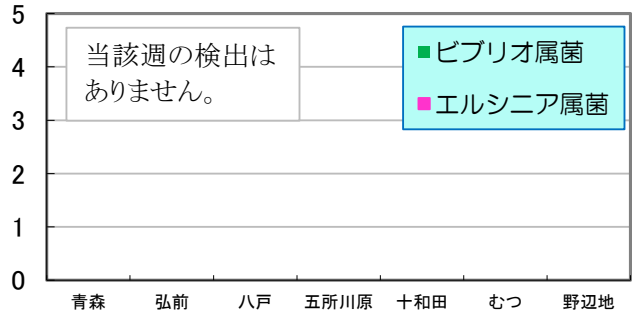 5
4
3
2
1
0
当該週の検出は
ありません。
ビブリオ属菌
エルシニア属菌
青森 弘前 八戸 五所川原 十和田 むつ 野辺地